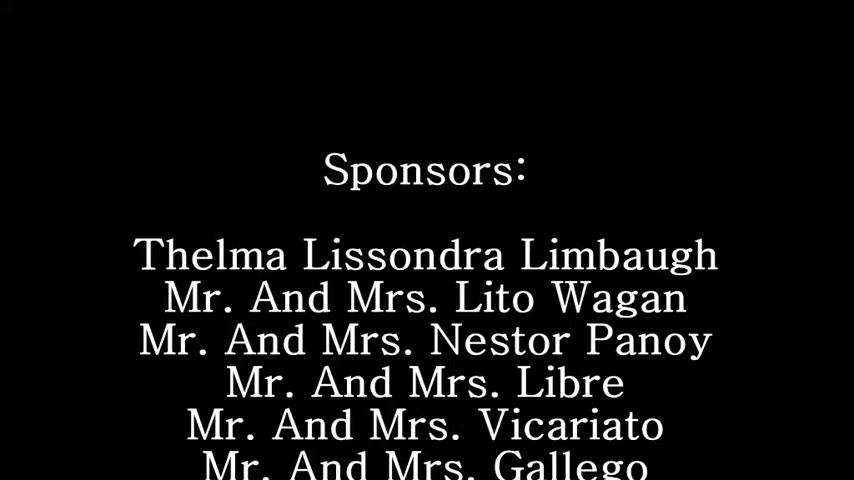 Sponsors:
Thelma Lissondra Limbaugh
Mr. And Mrs. Lito Wagan
Mr. And Mrs. Nestor Panoy
Mr. And Mrs. Libre
Mr. And Mrs. Vicariato
Mr. And Mrs. Gallego